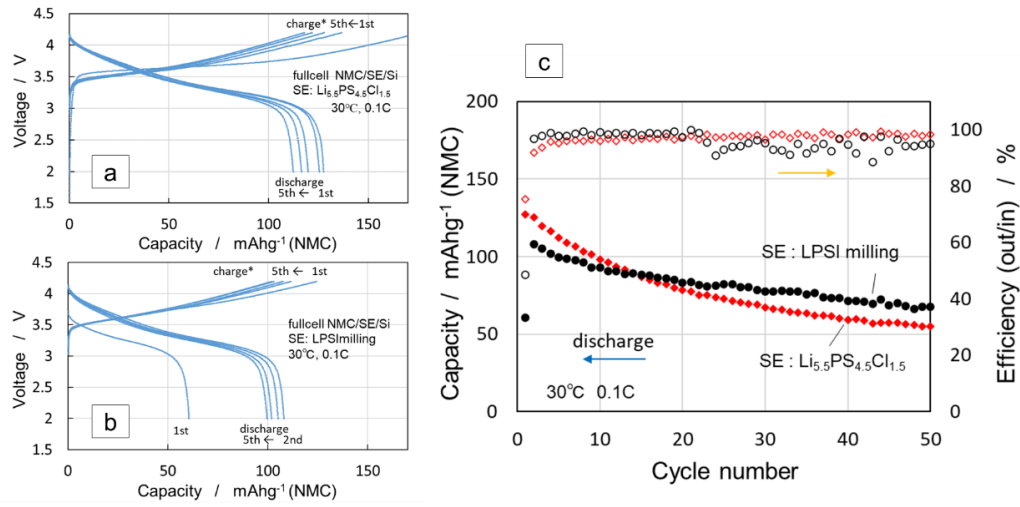 4.5
4
3.5
3
2.5
2
1.5
Voltage / V
charge* 5th←1st
fullcell NMC/SE/Si
SE: Li5.5PS4.5Cl1.5
30℃, 0.1C
a
discharge
5th ← 1st
0 50 100 150
Capacity / mAhg-1 (NMC)
4.5
4
3.5
3
2.5
2
1.5
Voltage / V
charge* 5th ← 1st
fullcell NMC/SE/Si
SE: LPSImilling
30℃, 0.1C
b
1st
discharge
5th ← 2nd
0 50 100 150
Capacity / mAhg-1 (NMC)
c
200
150
100
50
0
Capacity / mAhg-1 (NMC)
100
80
60
40
20
0
Efficiency (out/in) / %
SE : LPSI milling
discharge
SE : Li5.5PS4.5Cl1.5
30℃ 0.1C
0 10 20 30 40 50
Cycle number